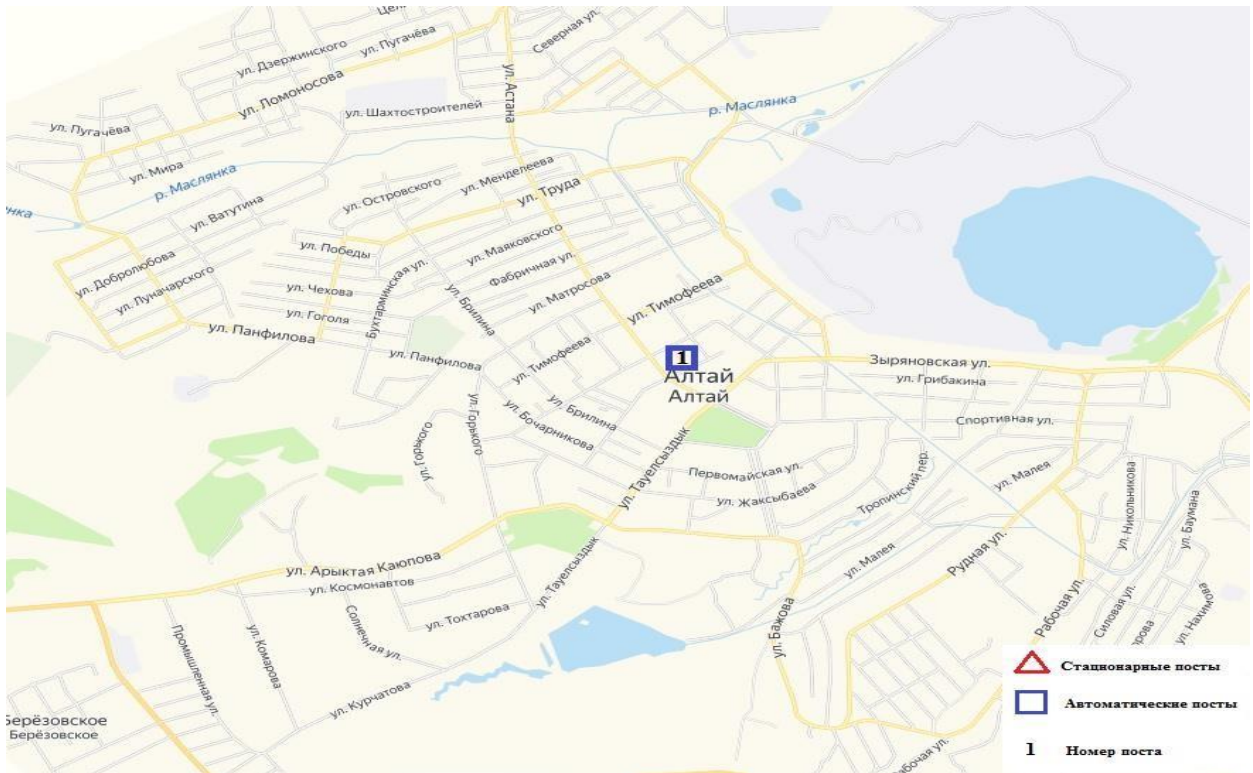 Северная ул.
ул. Пугачёва
ул. Дзержинского
ул. Ломоносова
ул. Астана
ул. Шахтостроителей
р. Маслянка
ул. Пугачёва
ул. Мира
р. Маслянка
ул. Менделеева
ул. Островского
ул. Труда
ул. Ватутина
ул. Победы
ул. Маяковского
ул. Добролюбова
Фабричная ул.
ул. Луначарского
ул. Чехова
Бухтарминская ул.
ул. Матросова
ул. Тимофеева
ул. Гоголя
ул. Брилина
ул. Панфилова
ул. Панфилова
ул. Тимофеева
1
Алтай
Алтай
Зыряновская ул.
ул. Грибакина
Спортивная ул.
ул. Горького
ул. Горького
ул. Брилина
ул. Бочарникова
ул. Тауелсыздык
Первомайская ул.
ул. Жаксыбаева
Тропинский пер.
ул. Малея
ул. Никольникова
ул. Баумана
ул. Арыктая Каюпова
ул. Космонавтов
ул. Тауелсыздык
ул. Малея
Рудная ул.
ул. Тохтарова
Солнечная ул.
ул. Комарова
Промышленная ул.
ул. Курчатова
ул. Бажова
Рабочая ул.
Силовая ул.
ул. Нахимова
Берёзовское
Берёзовское
Стационарные посты
Автоматические посты
1 Номер поста